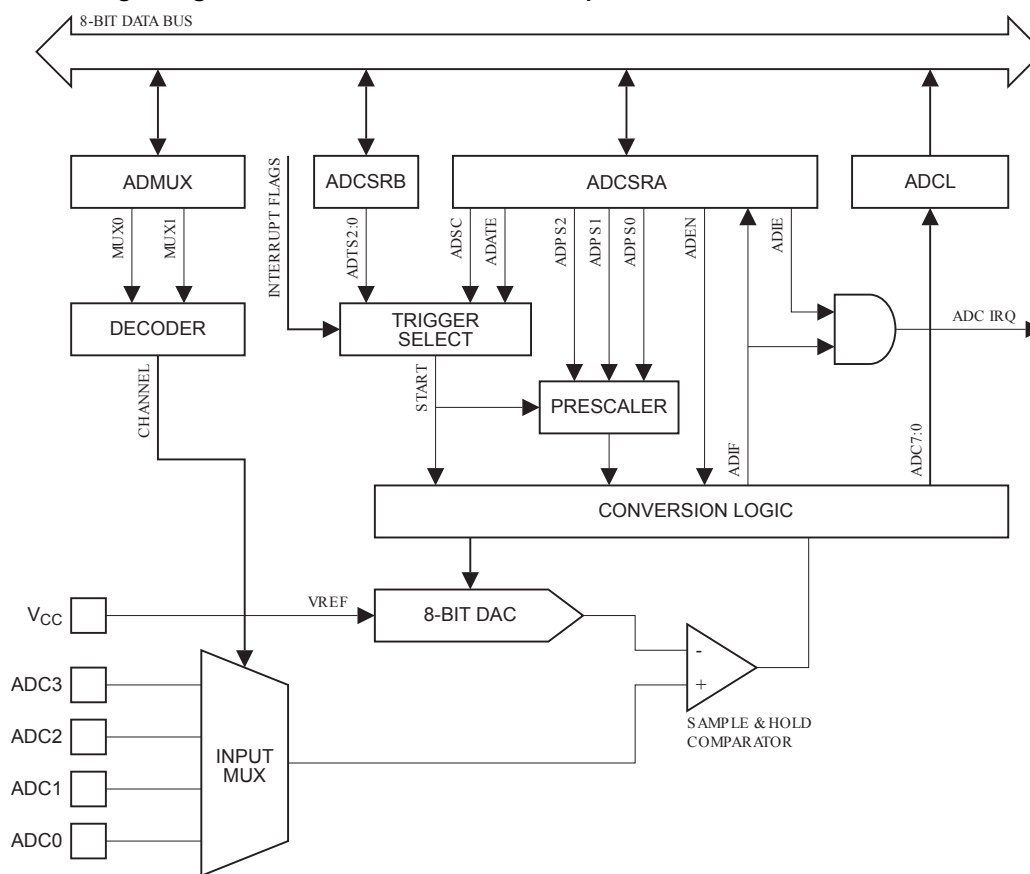 8-BIT DATA BUS
ADMUX
ADCSRB
ADCSRA
ADCL
INTERRUPT FLAGS
MUX0
MUX1
ADTS2:0
ADSC
ADATE
ADPS2
ADPS1
ADPS0
ADEN
ADIE
DECODER
TRIGGER
SELECT
ADC IRQ
CHANNEL
START
PRESCALER
ADIF
ADC7:0
CONVERSION LOGIC
VCC
VREF
8-BIT DAC
-
+
SAMPLE & HOLD
COMPARATOR
ADC3
ADC2
ADC1
ADC0
INPUT
MUX